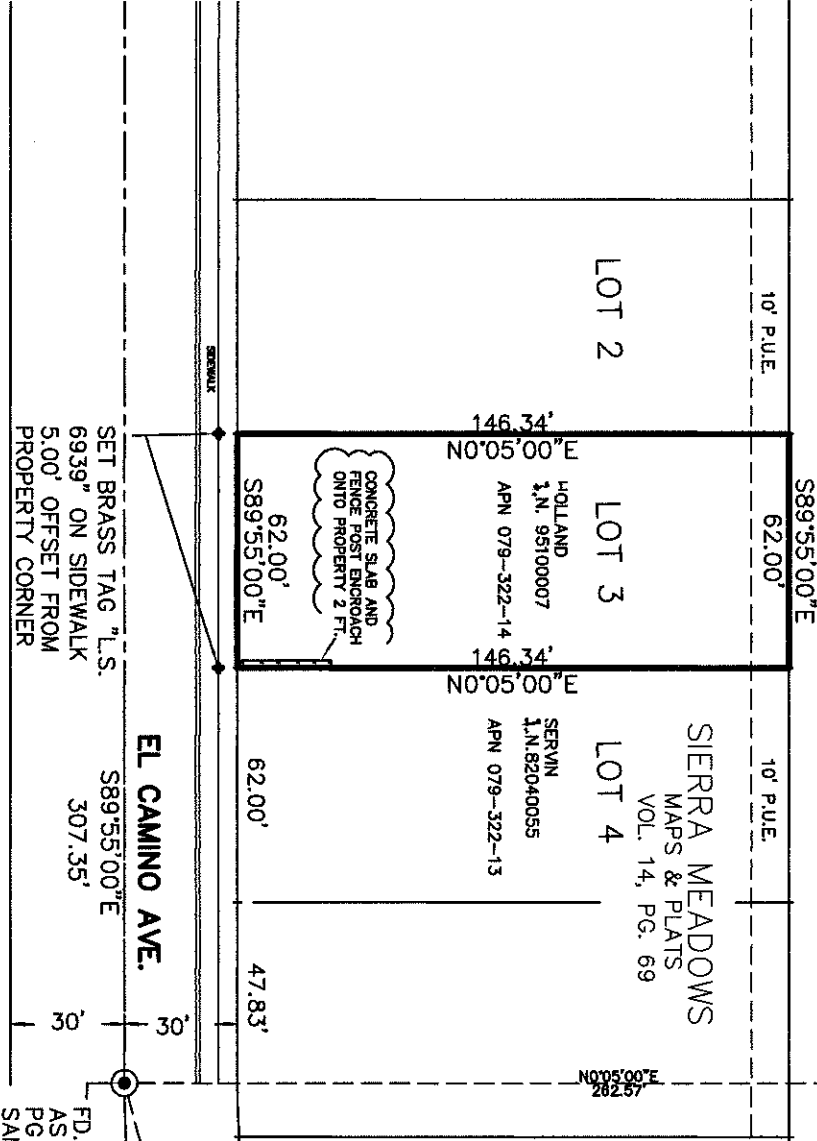 10' P.U.E.
LOT 2
SIDEWALK
S89°55'00"E
62.00'
146.34'
N0°05'00"E
LOT 3
HOLLAND
I.N. 95100007
APN 079-322-14
CONCRETE SLAB AND
FENCE POST ENCROACH
ONTO PROPERTY 2 FT.
62.00'
S89°55'00"E
146.34'
N0°05'00"E
SET BRASS TAG "L.S.
6939" ON SIDEWALK
5.00' OFFSET FROM
PROPERTY CORNER
10' P.U.E.
SIERRA MEADOWS
MAPS & PLATS
VOL. 14, PG. 69
LOT 4
SERVIN
I.N.82040055
APN 079-322-13
62.00'
47.83'
EL CAMINO AVE.
S89°55'00"E
307.35'
30'
30'
N0°05'00"E
262.57'
FD.
AS
PG